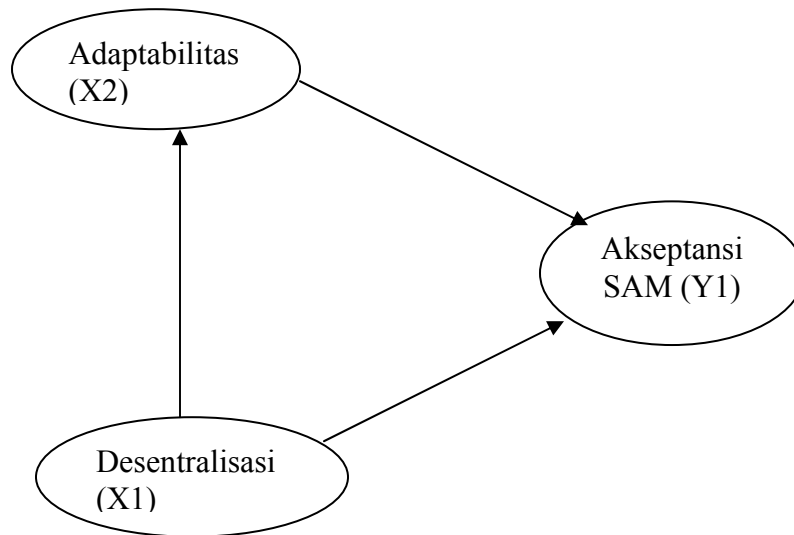 Adaptabilitas
(X2)
Akseptansi
SAM (Y1)
Desentralisasi
(X1)